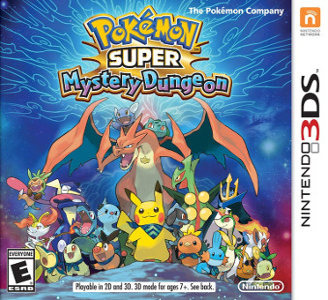 The Pokémon Company
POKéMON
SUPER
Mystery Dungeon
NINTENDO
NETWORK
NINTENDO 3DS
EVERYONE
E
ESRB
Playable in 2D and 3D. 3D mode for ages 7+. See back.
Nintendo